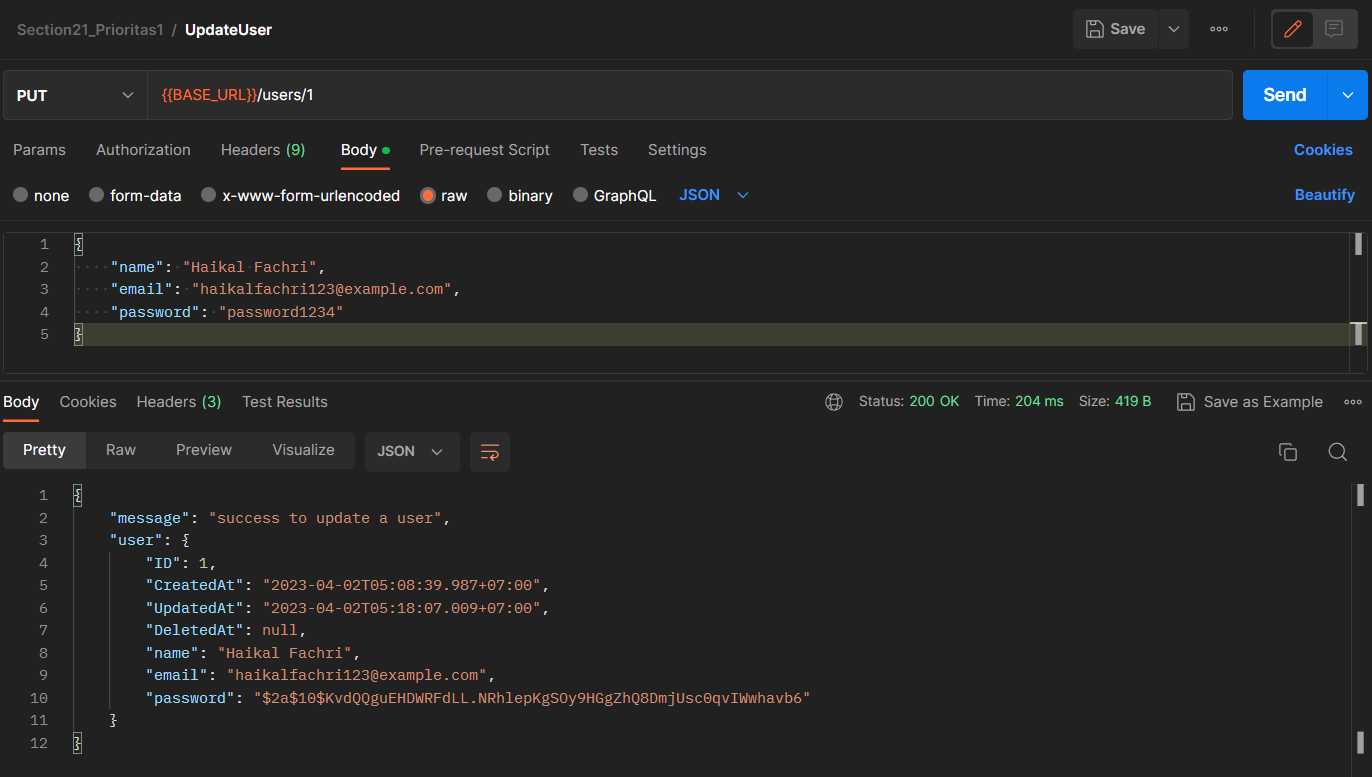 Section21_Prioritas1 / UpdateUser
Save
PUT
{{BASE_URL}}/users/1
Send
Params Authorization Headers (9) Body Pre-request Script Tests Settings Cookies
none form-data x-www-form-urlencoded raw binary GraphQL JSON Beautify
1 {
2 "name": "Haikal Fachri",
3 "email": "haikalfachri123@example.com",
4 "password": "password1234"
5 }
Body Cookies Headers (3) Test Results Status: 200 OK Time: 204 ms Size: 419 B Save as Example
Pretty Raw Preview Visualize JSON
1 {
2 "message": "success to update a user",
3 "user": {
4 "ID": 1,
5 "CreatedAt": "2023-04-02T05:08:39.987+07:00",
6 "UpdatedAt": "2023-04-02T05:18:07.009+07:00",
7 "DeletedAt": null,
8 "name": "Haikal Fachri",
9 "email": "haikalfachri123@example.com",
10 "password": "$2a$10$KvdQQguEHDWRFdLL.NRhlepKgSOy9HGgZhQ8DmjUsc0qvIWwhavb6"
11 }
12 }